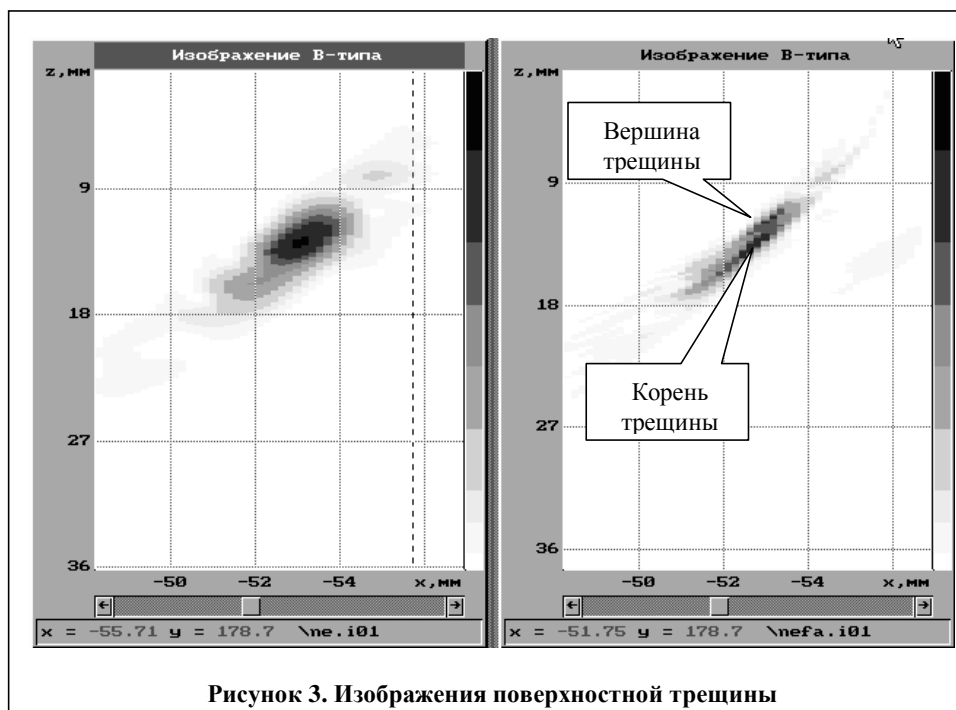 Изображение В-типа
z,мм
9
18
27
36
-50 -52 -54 x,мм
x = -55.71 y = 178.7 \ne.i01
Изображение В-типа
z,мм
9
18
27
36
-50 -52 -54 x,мм
x = -51.75 y = 178.7 \nefa.i01
Вершина
трещины
Корень
трещины
Рисунок 3. Изображения поверхностной трещины